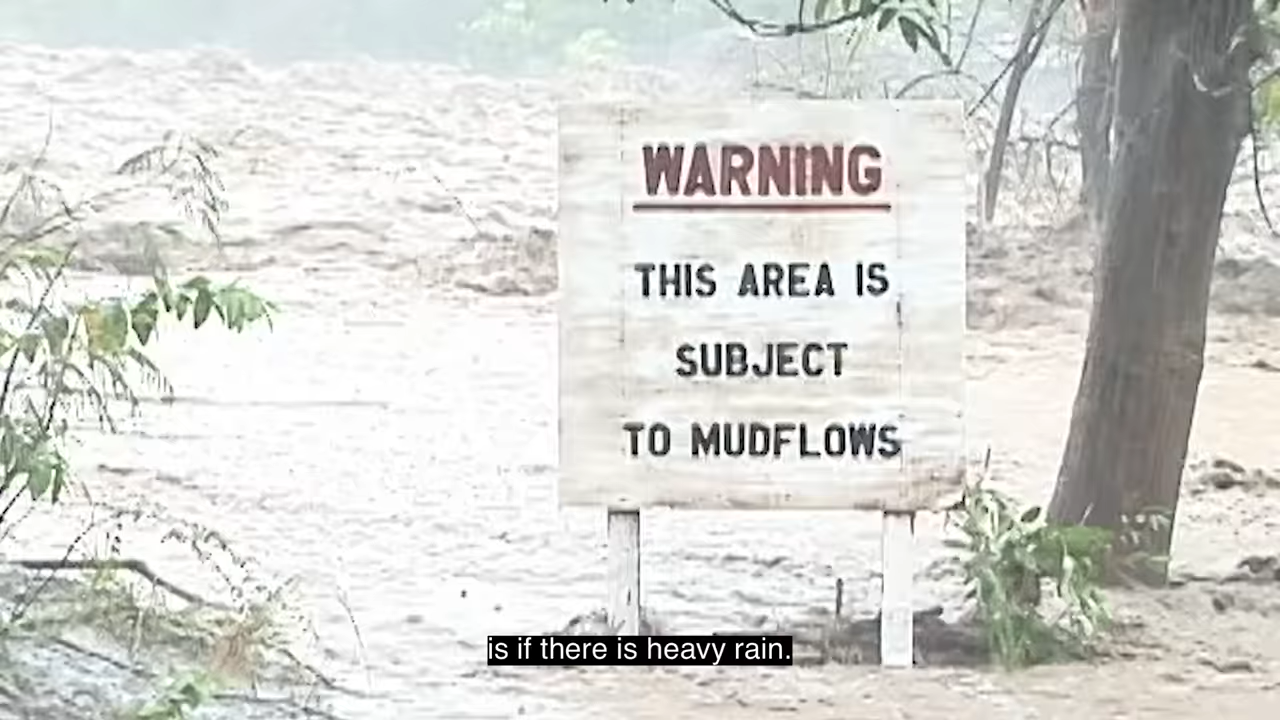 WARNING
THIS AREA IS
SUBJECT
TO MUDFLOWS
is if there is heavy rain.